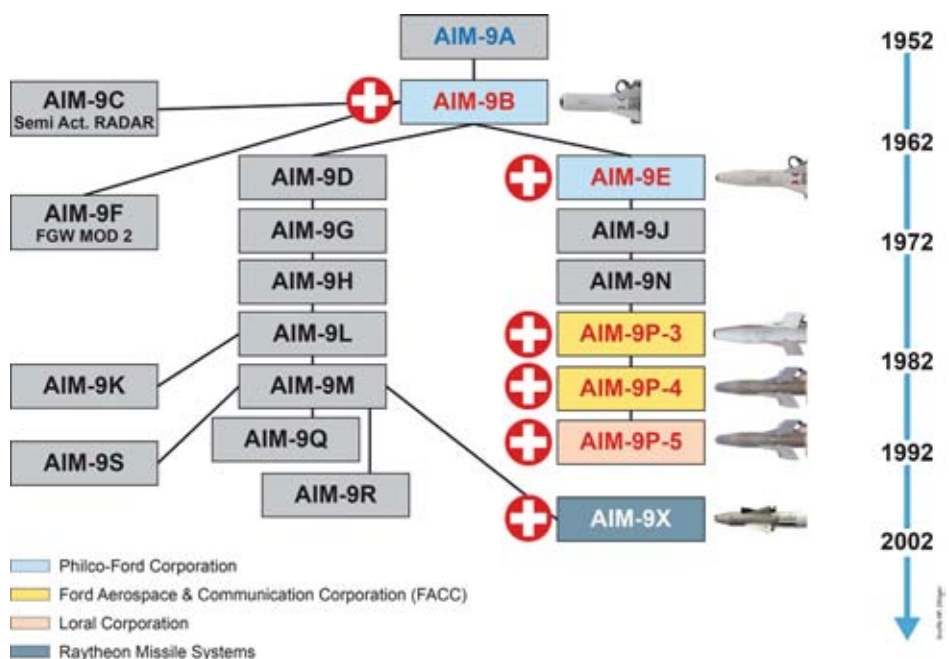 AIM-9A
1952
AIM-9C
Semi Act. RADAR
AIM-9B
1962
AIM-9D
AIM-9E
AIM-9F
FGW MOD 2
AIM-9G
AIM-9J
1972
AIM-9H
AIM-9N
AIM-9L
AIM-9P-3
1982
AIM-9K
AIM-9M
AIM-9P-4
AIM-9Q
AIM-9P-5
1992
AIM-9S
AIM-9R
AIM-9X
2002
Philco-Ford Corporation
Ford Aerospace & Communication Corporation (FACC)
Loral Corporation
Raytheon Missile Systems